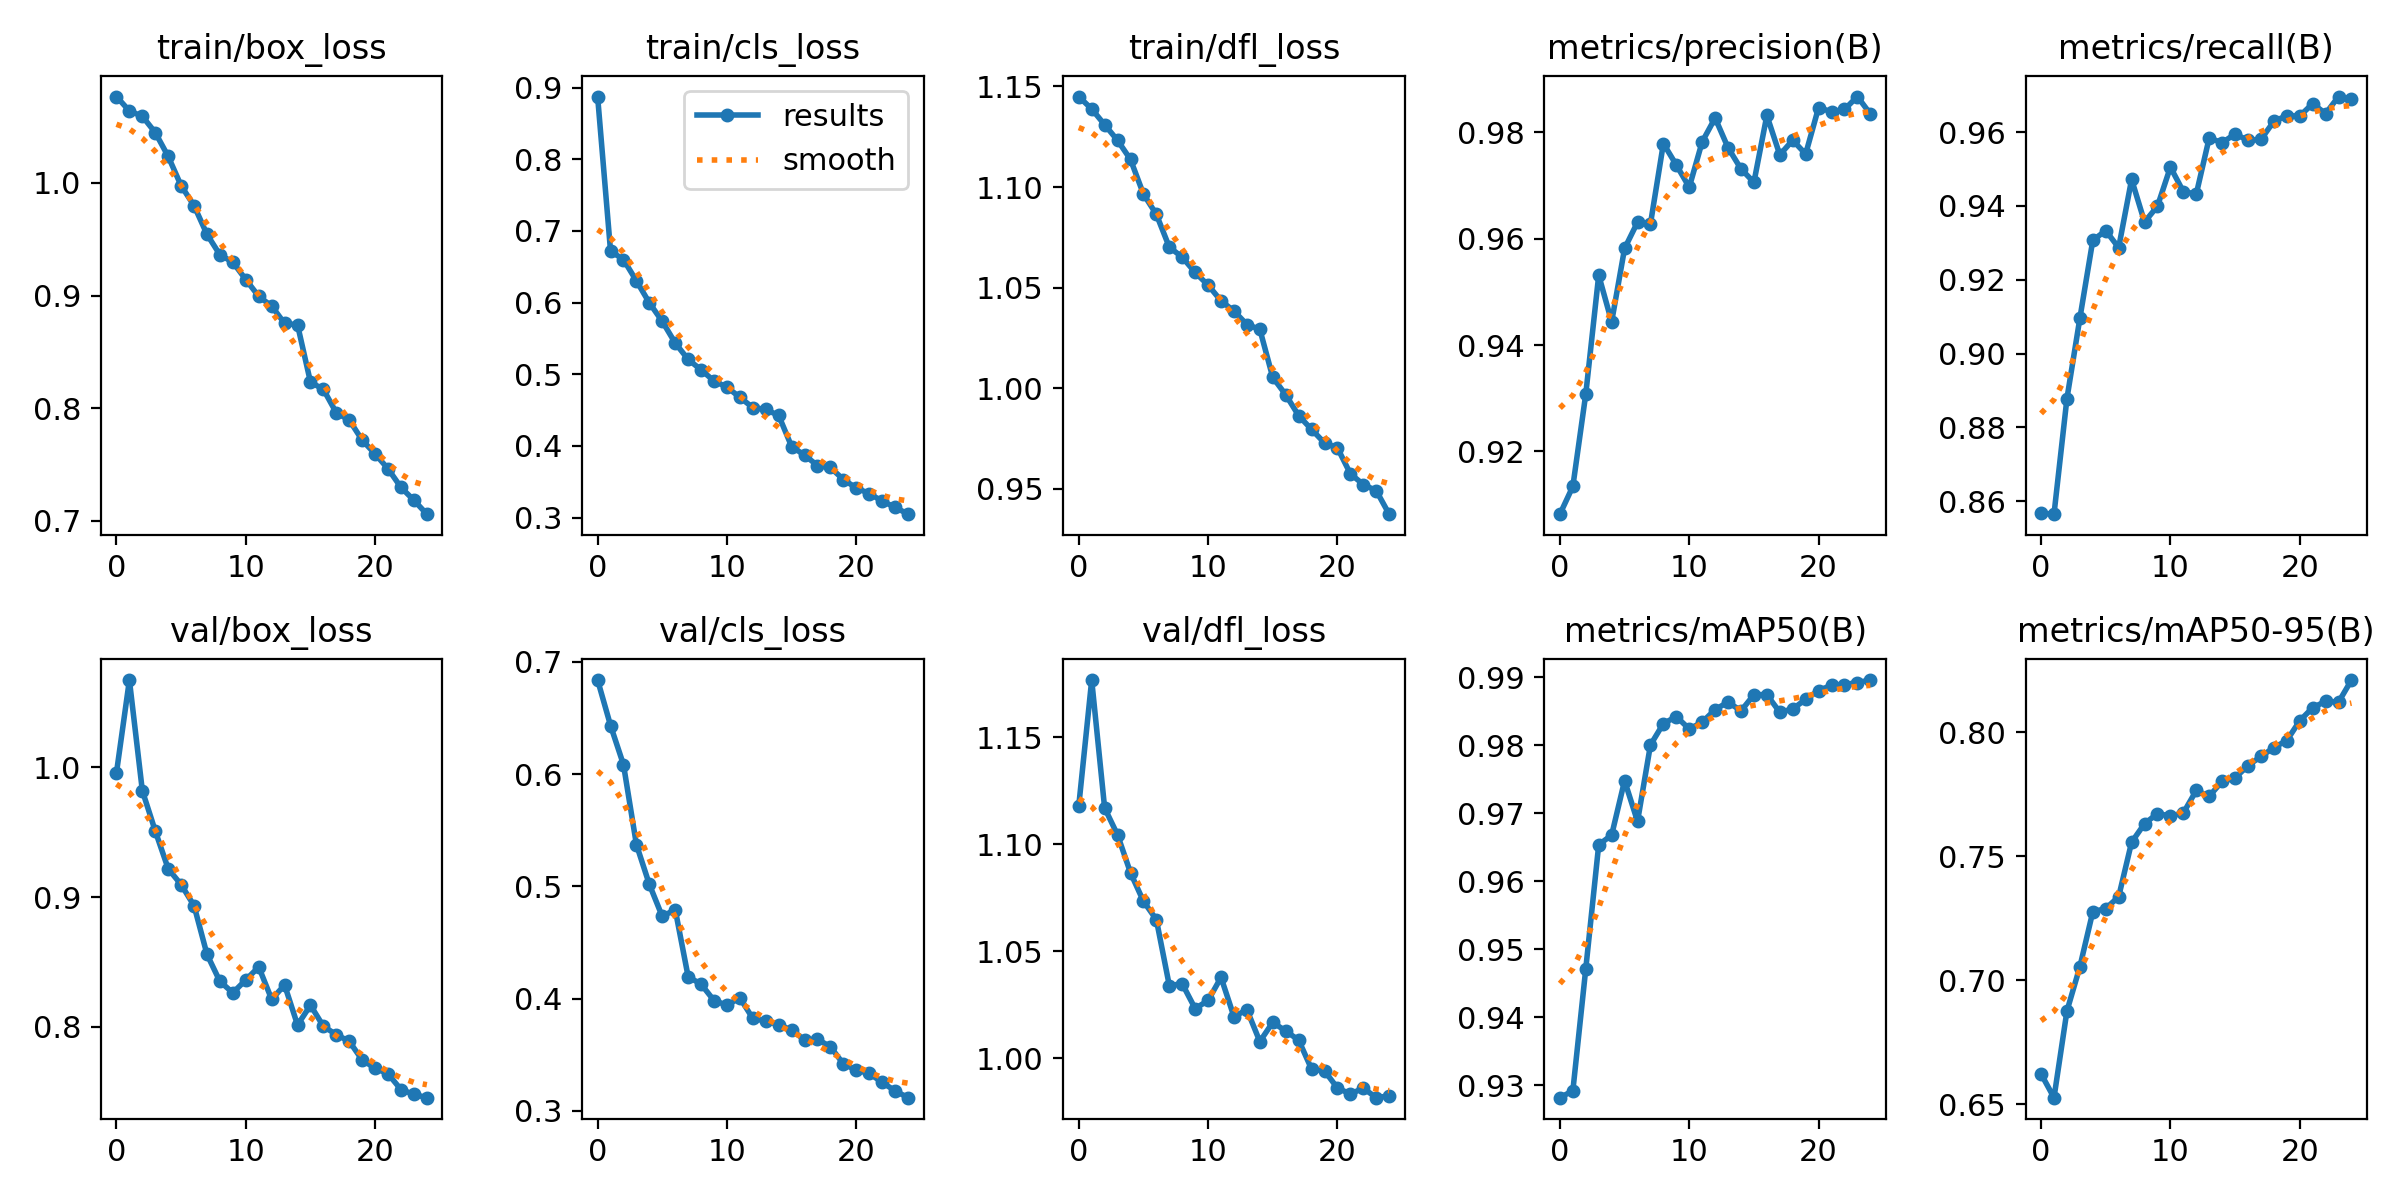 train/box_loss
1.0
0.9
0.8
0.7
0 10 20
train/cls_loss
results
smooth
0.9
0.8
0.7
0.6
0.5
0.4
0.3
0 10 20
train/dfl_loss
1.15
1.10
1.05
1.00
0.95
0 10 20
metrics/precision(B)
0.98
0.96
0.94
0.92
0 10 20
metrics/recall(B)
0.96
0.94
0.92
0.90
0.88
0.86
0 10 20
val/box_loss
1.0
0.9
0.8
0 10 20
val/cls_loss
0.7
0.6
0.5
0.4
0.3
0 10 20
val/dfl_loss
1.15
1.10
1.05
1.00
0 10 20
metrics/mAP50(B)
0.99
0.98
0.97
0.96
0.95
0.94
0.93
0 10 20
metrics/mAP50-95(B)
0.80
0.75
0.70
0.65
0 10 20